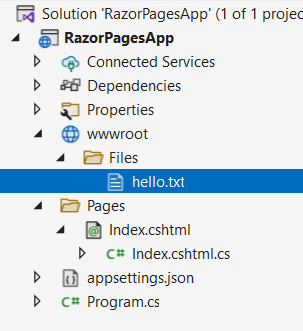 Solution 'RazorPagesApp' (1 of 1 projec
RazorPagesApp
Connected Services
Dependencies
Properties
wwwroot
Files
hello.txt
Pages
Index.cshtml
C# Index.cshtml.cs
appsettings.json
C# Program.cs